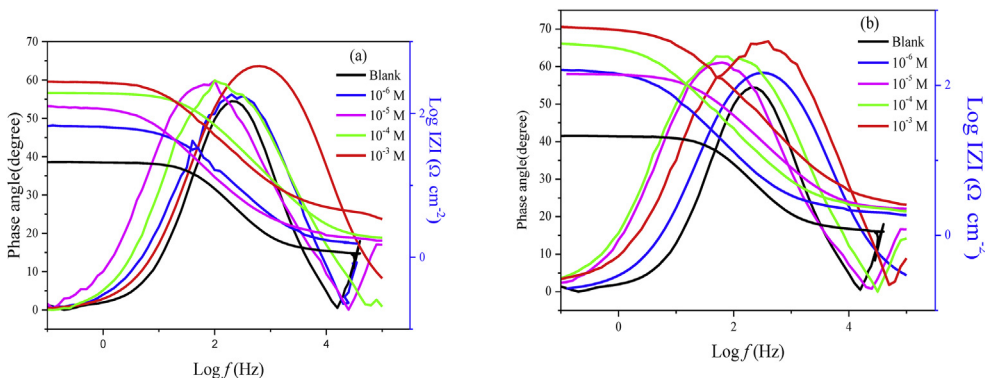 (a)
Blank
10⁻⁶ M
10⁻⁵ M
10⁻⁴ M
10⁻³ M
70
60
50
40
30
20
10
0
Phase angle(degree)
0
2
4
Log f (Hz)
2
0
Log IZI (Ω cm⁻²)
(b)
Blank
10⁻⁶ M
10⁻⁵ M
10⁻⁴ M
10⁻³ M
70
60
50
40
30
20
10
0
Phase angle(degree)
0
2
4
Log f (Hz)
2
0
Log IZI (Ω cm⁻²)